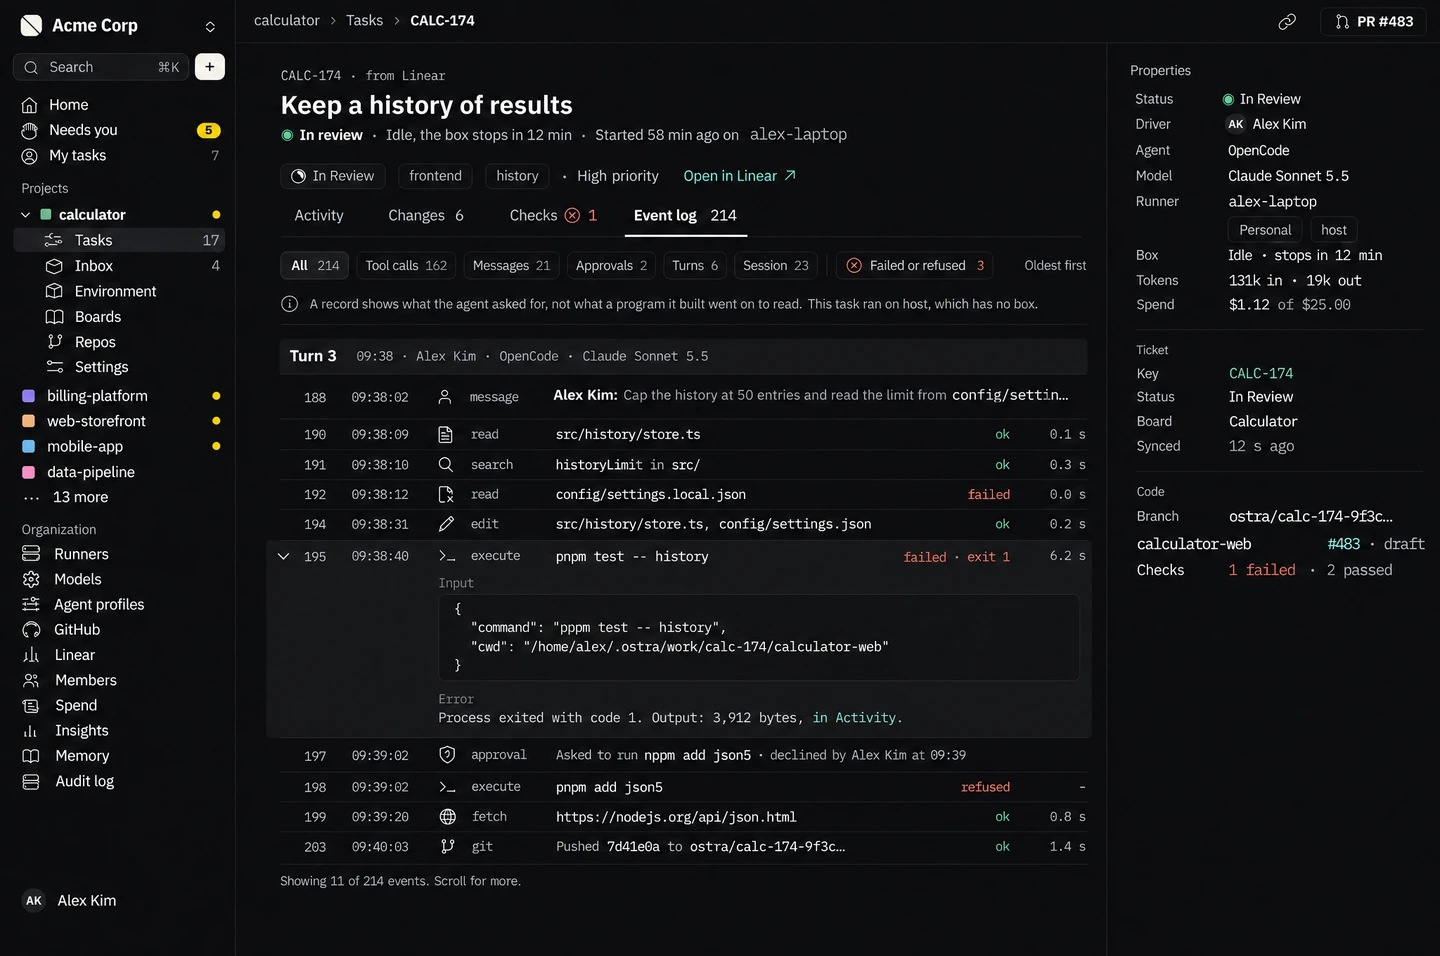 Acme Corp
Search ⌘K +
Home
Needs you 5
My tasks 7
Projects
calculator
Tasks 17
Inbox 4
Environment
Boards
Repos
Settings
billing-platform
web-storefront
mobile-app
data-pipeline
··· 13 more
Organization
Runners
Models
Agent profiles
GitHub
Linear
Members
Spend
Insights
Memory
Audit log
AK Alex Kim
calculator › Tasks › CALC-174
PR #483
CALC-174 · from Linear
Keep a history of results
In review · Idle, the box stops in 12 min · Started 58 min ago on alex-laptop
In Review frontend history · High priority Open in Linear ↗
Activity Changes 6 Checks 1 Event log 214
All 214 Tool calls 162 Messages 21 Approvals 2 Turns 6 Session 23 Failed or refused 3 Oldest first
A record shows what the agent asked for, not what a program it built went on to read. This task ran on host, which has no box.
Turn 3 09:38 · Alex Kim · OpenCode · Claude Sonnet 5.5
188 09:38:02 message Alex Kim: Cap the history at 50 entries and read the limit from config/settin…
190 09:38:09 read src/history/store.ts ok 0.1 s
191 09:38:10 search historyLimit in src/ ok 0.3 s
192 09:38:12 read config/settings.local.json failed 0.0 s
194 09:38:31 edit src/history/store.ts, config/settings.json ok 0.2 s
195 09:38:40 execute pnpm test -- history failed · exit 1 6.2 s
Input
{
"command": "pppm test -- history",
"cwd": "/home/alex/.ostra/work/calc-174/calculator-web"
}
Error
Process exited with code 1. Output: 3,912 bytes, in Activity.
197 09:39:02 approval Asked to run nppm add json5 · declined by Alex Kim at 09:39
198 09:39:02 execute pnpm add json5 refused -
199 09:39:20 fetch https://nodejs.org/api/json.html ok 0.8 s
203 09:40:03 git Pushed 7d41e0a to ostra/calc-174-9f3c… ok 1.4 s
Showing 11 of 214 events. Scroll for more.
Properties
Status In Review
Driver AK Alex Kim
Agent OpenCode
Model Claude Sonnet 5.5
Runner alex-laptop
Personal host
Box Idle · stops in 12 min
Tokens 131k in · 19k out
Spend $1.12 of $25.00
Ticket
Key CALC-174
Status In Review
Board Calculator
Synced 12 s ago
Code
Branch ostra/calc-174-9f3c…
calculator-web #483 · draft
Checks 1 failed · 2 passed